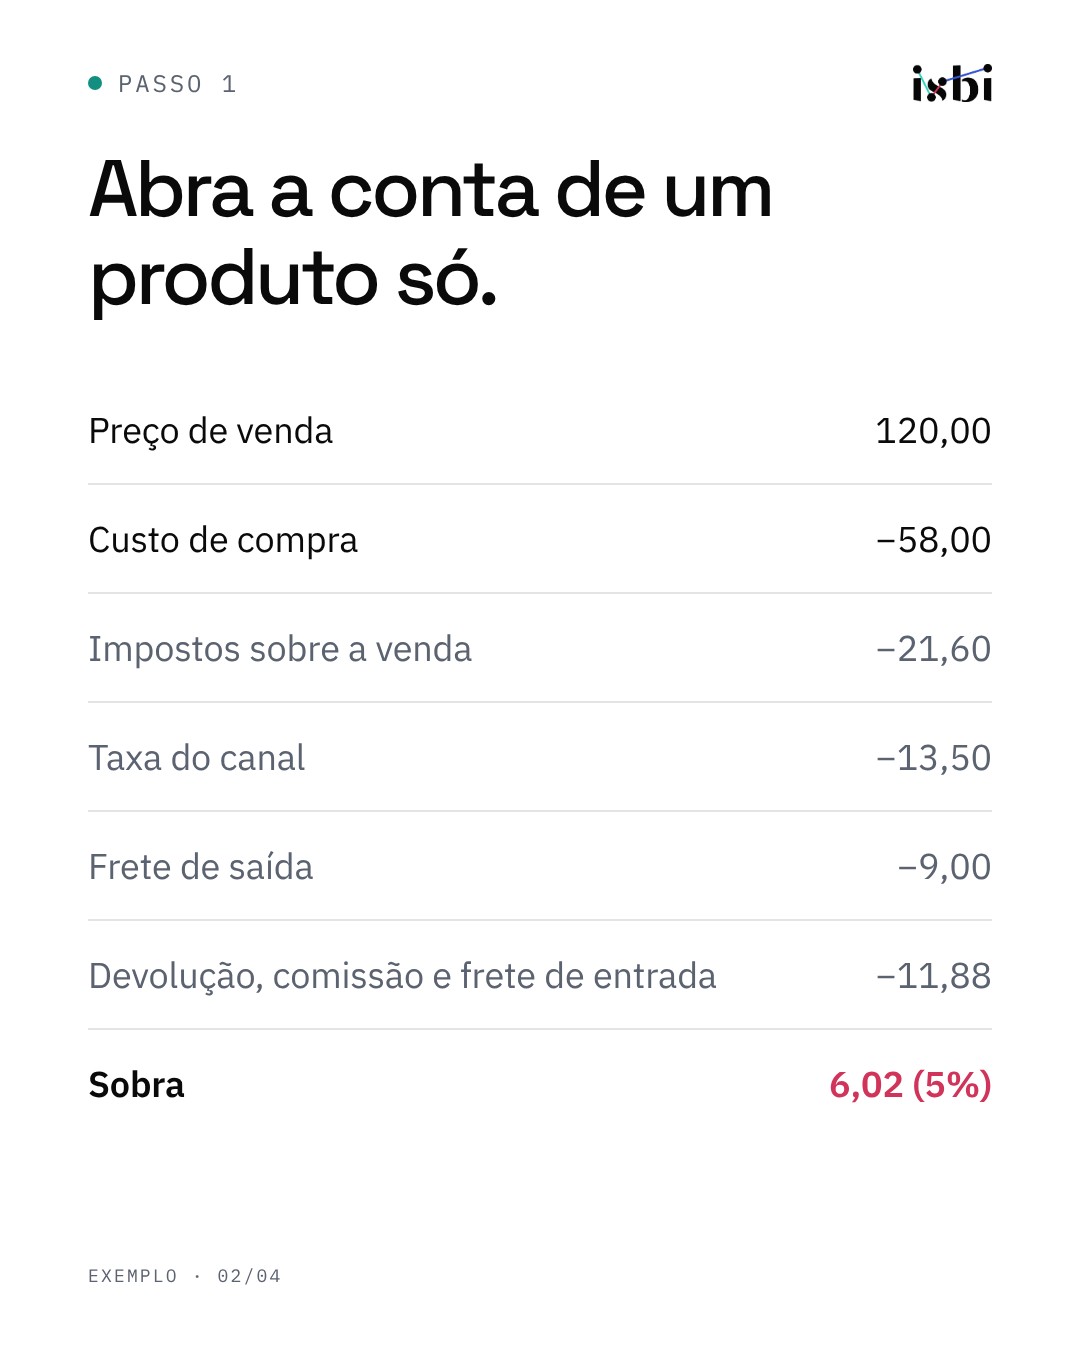 PASSO 1
isbi
Abra a conta de um
produto só.
Preço de venda 120,00
Custo de compra −58,00
Impostos sobre a venda −21,60
Taxa do canal −13,50
Frete de saída −9,00
Devolução, comissão e frete de entrada −11,88
Sobra 6,02 (5%)
EXEMPLO · 02/04